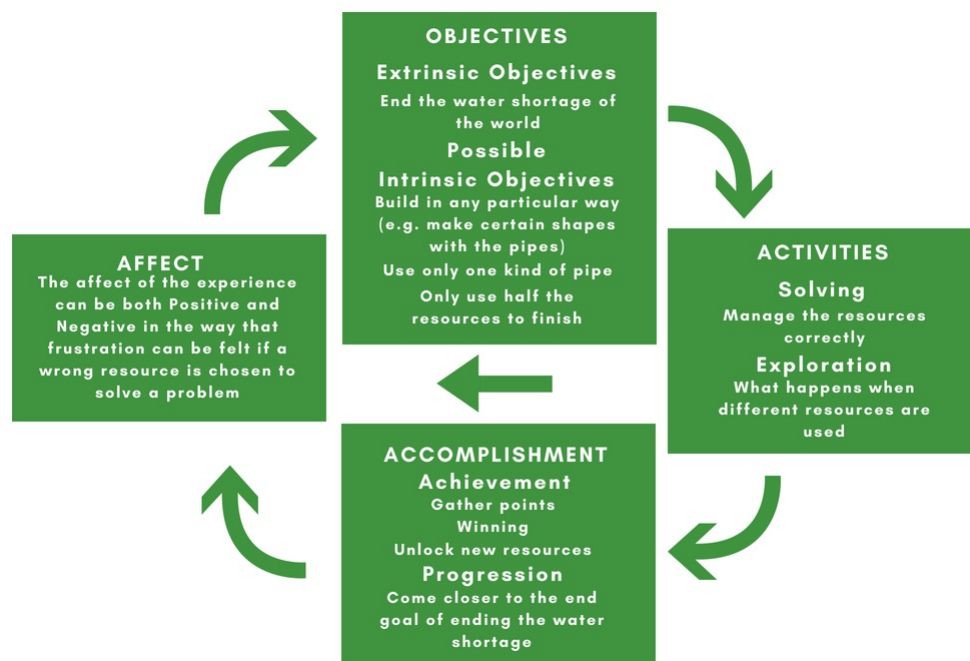 OBJECTIVES
Extrinsic Objectives
End the water shortage of
the world
Possible
Intrinsic Objectives
Build in any particular way
(e.g. make certain shapes
with the pipes)
Use only one kind of pipe
Only use half the
resources to finish
ACTIVITIES
Solving
Manage the resources
correctly
Exploration
What happens when
different resources are
used
ACCOMPLISHMENT
Achievement
Gather points
Winning
Unlock new resources
Progression
Come closer to the end
goal of ending the water
shortage
AFFECT
The affect of the experience
can be both Positive and
Negative in the way that
frustration can be felt if a
wrong resource is chosen to
solve a problem